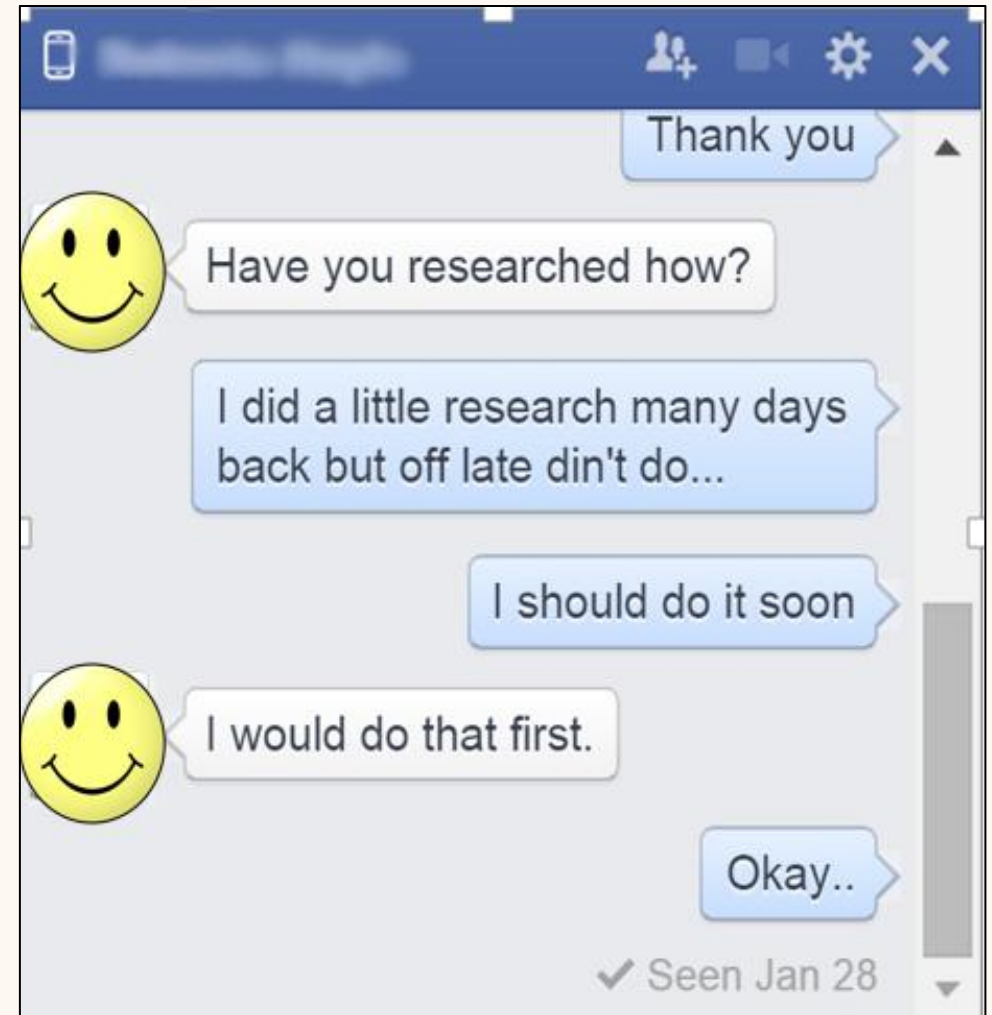 Thank you
Have you researched how?
I did a little research many days
back but off late din't do...
I should do it soon
I would do that first.
Okay..
Seen Jan 28